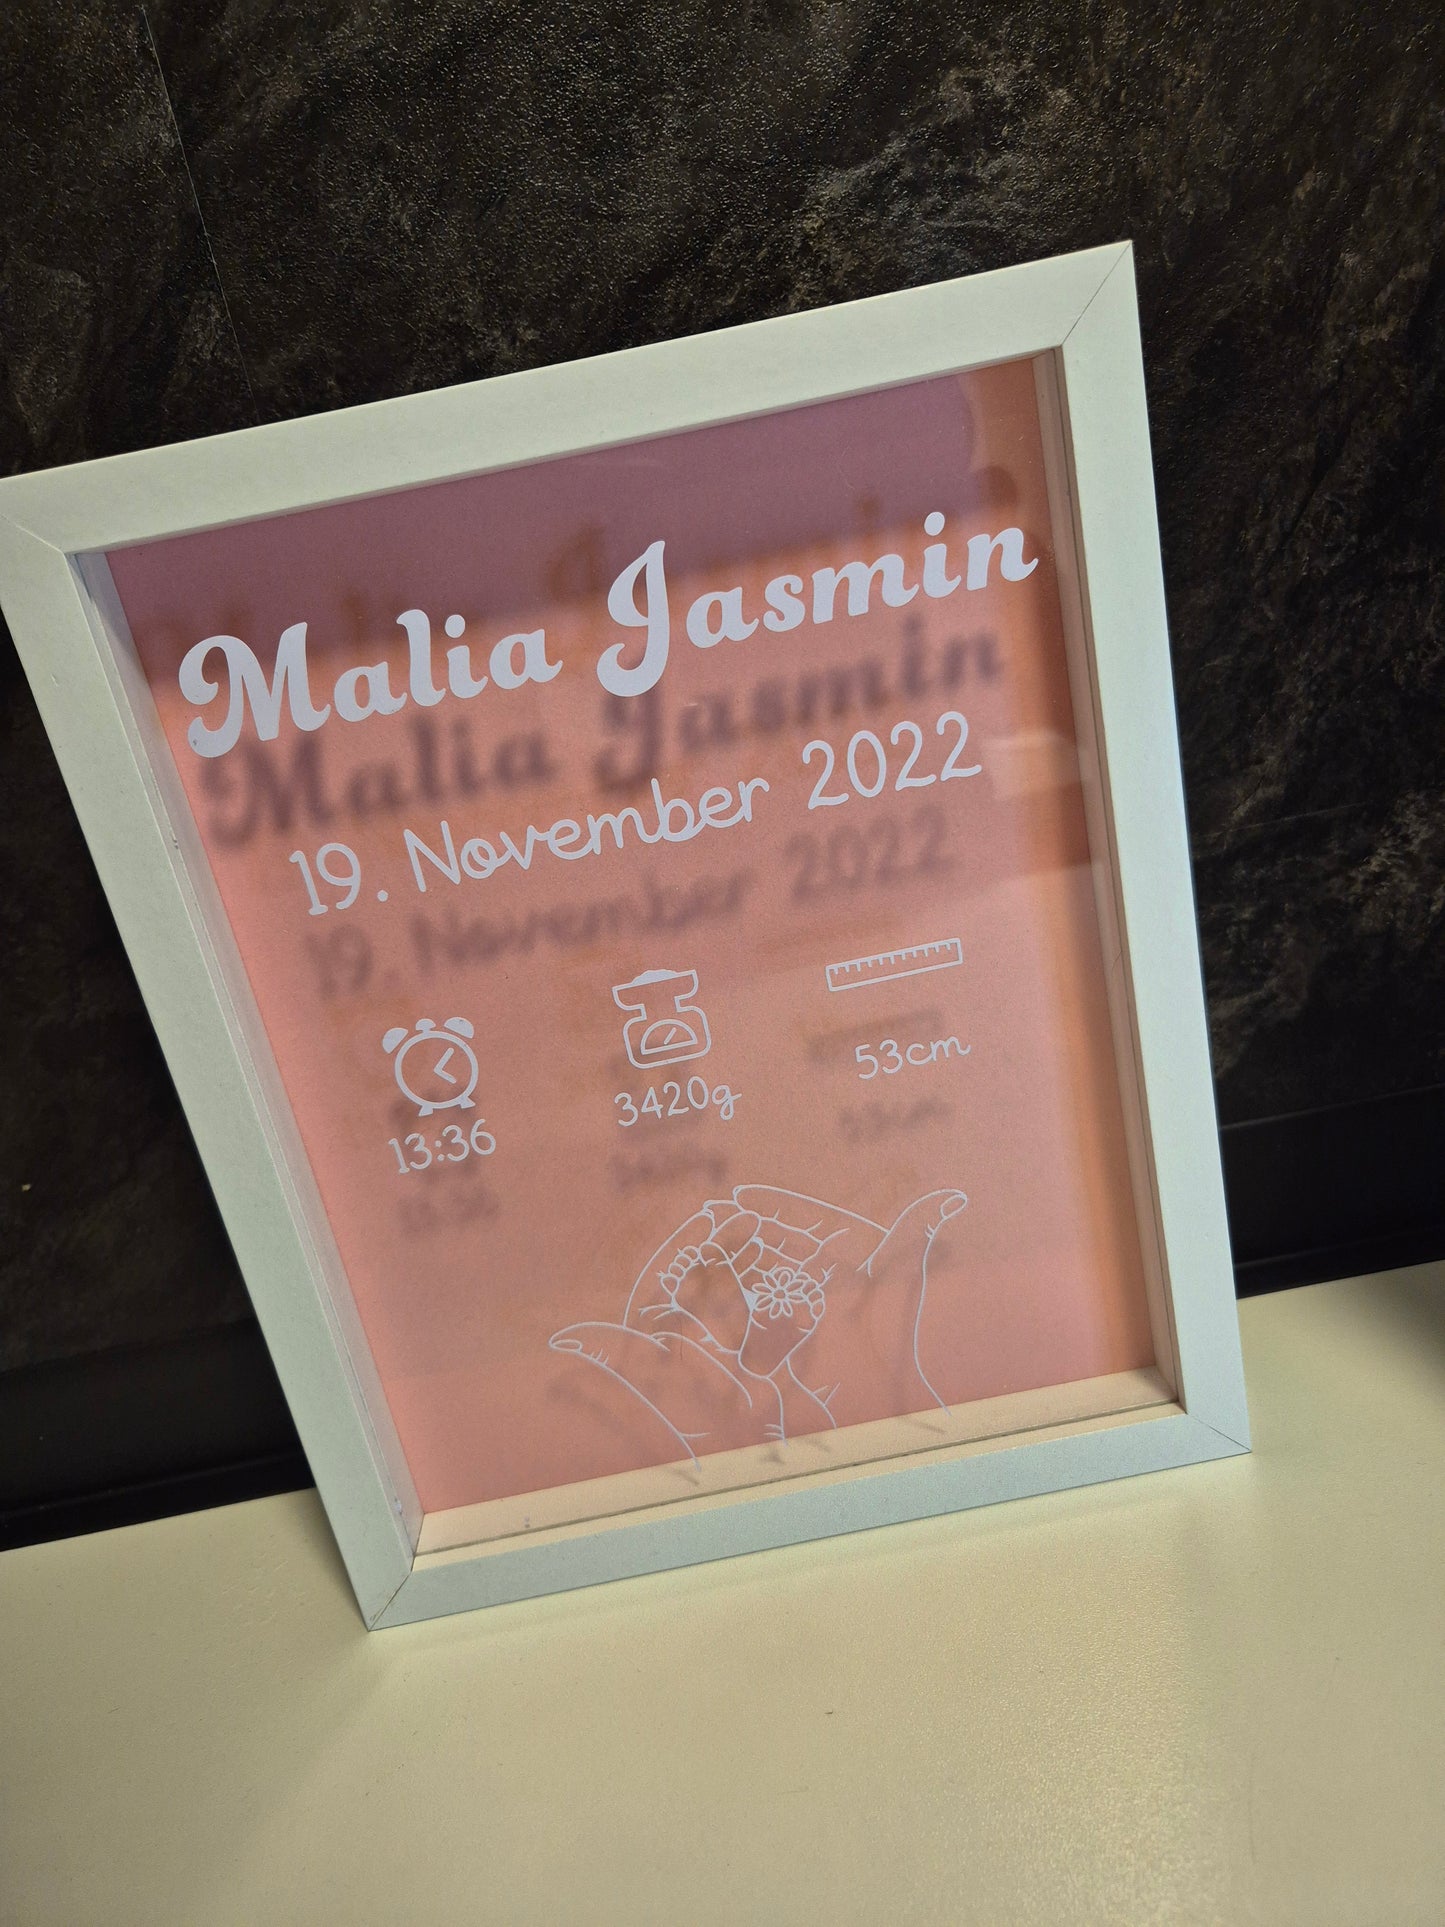 Malia Jasmin
19. November 2022
13:36
3420g
53cm